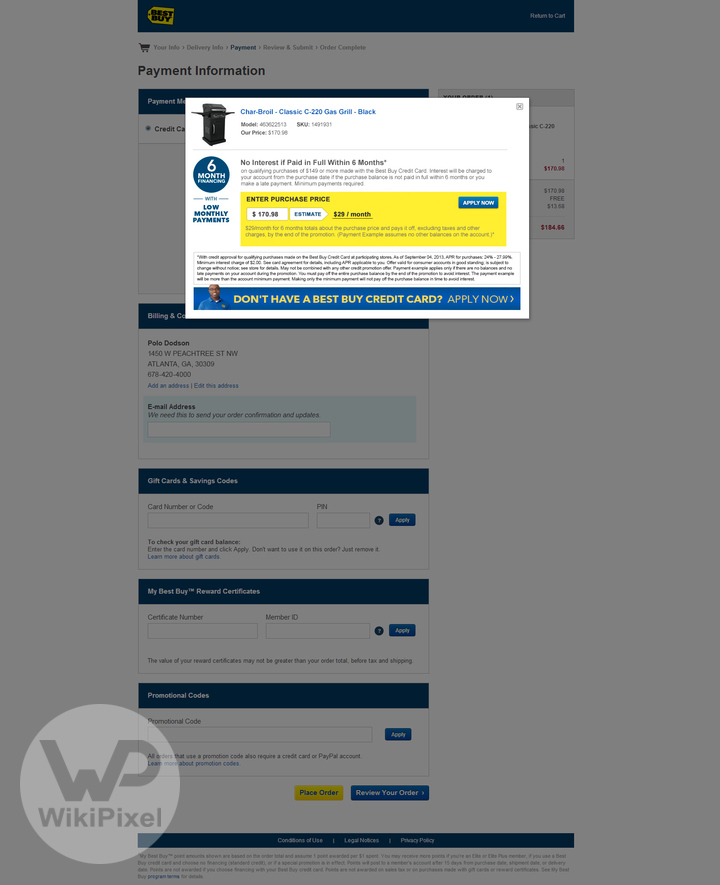 BEST BUY
Return to Cart
Your Info › Delivery Info › Payment › Review & Submit › Order Complete
Payment Information
Payment Me
YOUR ORDER (1)
Credit Ca
ssic C-220
1
$170.98
$170.98
FREE
$13.68
$184.66
Char-Broil - Classic C-220 Gas Grill - Black
Model: 463622513 SKU: 1491931
Our Price: $170.98
6
MONTH
FINANCING
WITH
LOW
MONTHLY
PAYMENTS
No Interest if Paid in Full Within 6 Months*
on qualifying purchases of $149 or more made with the Best Buy Credit Card. Interest will be charged to
your account from the purchase date if the purchase balance is not paid in full within 6 months or you
make a late payment. Minimum payments required.
ENTER PURCHASE PRICE
APPLY NOW
$ 170.98 ESTIMATE $29 / month
$29/month for 6 months totals about the purchase price and pays it off, excluding taxes and other
charges, by the end of the promotion. (Payment Example assumes no other balances on the account.)*
*With credit approval for qualifying purchases made on the Best Buy Credit Card at participating stores. As of September 04, 2013, APR for purchases: 24% - 27.99%.
Minimum interest charge of $2.00. See card agreement for details, including APR applicable to you. Offer valid for consumer accounts in good standing, is subject to
change without notice; see store for details. May not be combined with any other credit promotion offer. Payment example applies only if there are no balances and no
late payments on your account during the promotion. You must pay off the entire purchase balance by the end of the promotion to avoid interest. The payment example
will be more than the account minimum payment. Making only the minimum payment will not pay off the purchase balance in time to avoid interest.
DON'T HAVE A BEST BUY CREDIT CARD? APPLY NOW ›
Billing & Co
Polo Dodson
1450 W PEACHTREE ST NW
ATLANTA, GA, 30309
678-420-4000
Add an address | Edit this address
E-mail Address
We need this to send your order confirmation and updates.
Gift Cards & Savings Codes
Card Number or Code PIN
? Apply
To check your gift card balance:
Enter the card number and click Apply. Don't want to use it on this order? Just remove it.
Learn more about gift cards
My Best Buy™ Reward Certificates
Certificate Number Member ID
? Apply
The value of your reward certificates may not be greater than your order total, before tax and shipping.
Promotional Codes
Promotional Code
Apply
All orders that use a promotion code also require a credit card or PayPal account.
Learn more about promotion codes
Place Order Review Your Order ›
WikiPixel
Conditions of Use | Legal Notices | Privacy Policy
*My Best Buy™ point amounts shown are based on the order total and assume 1 point awarded per $1 spent. You may receive more points if you're an Elite or Elite Plus member, if you use a Best
Buy credit card and choose no financing (standard credit), or if a special promotion is in effect. Points will be posted to a member's account after 15 days from purchase date, shipment date, or delivery
date. Points are not awarded if you choose financing with your Best Buy credit card. Points are not awarded on sales tax or on purchases made with gift cards or reward certificates. See My Best
Buy program terms for details.